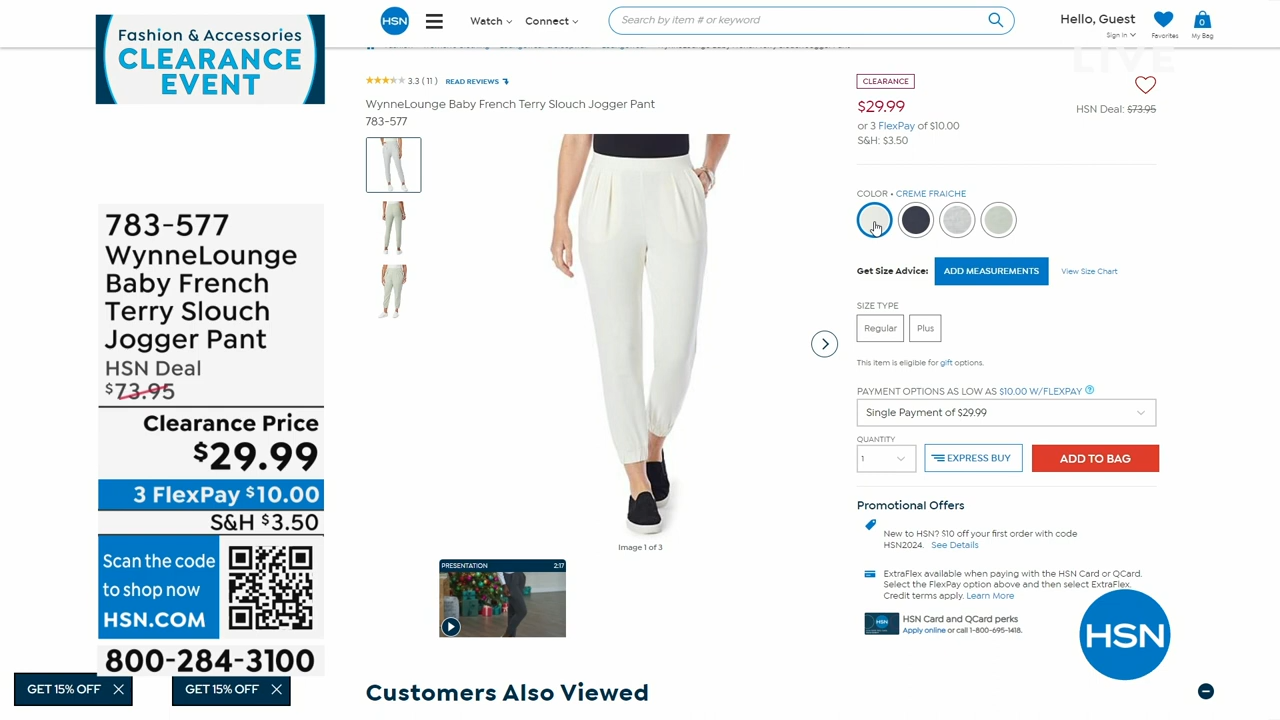 Fashion & Accessories
CLEARANCE
EVENT
HSN
Watch
Connect
Search by item # or keyword
Hello, Guest
Sign In
Favorites
0
My Bag
LIVE
3.3 (11)
READ REVIEWS
WynneLounge Baby French Terry Slouch Jogger Pant
783-577
CLEARANCE
$29.99
HSN Deal: $73.95
or 3 FlexPay of $10.00
S&H: $3.50
COLOR • CREME FRAICHE
Get Size Advice:
ADD MEASUREMENTS
View Size Chart
SIZE TYPE
Regular
Plus
This item is eligible for gift options.
PAYMENT OPTIONS AS LOW AS $10.00 W/FLEXPAY ?
Single Payment of $29.99
QUANTITY
1
EXPRESS BUY
ADD TO BAG
Promotional Offers
New to HSN? $10 off your first order with code
HSN2024. See Details
ExtraFlex available when paying with the HSN Card or QCard.
Select the FlexPay option above and then select ExtraFlex.
Credit terms apply. Learn More
HSN
HSN Card and QCard perks
Apply online or call 1-800-695-1418.
HSN
Image 1 of 3
PRESENTATION 2:17
783-577
WynneLounge
Baby French
Terry Slouch
Jogger Pant
HSN Deal
$73.95
Clearance Price
$29.99
3 FlexPay $10.00
S&H $3.50
Scan the code
to shop now
HSN.COM
800-284-3100
GET 15% OFF
GET 15% OFF
Customers Also Viewed